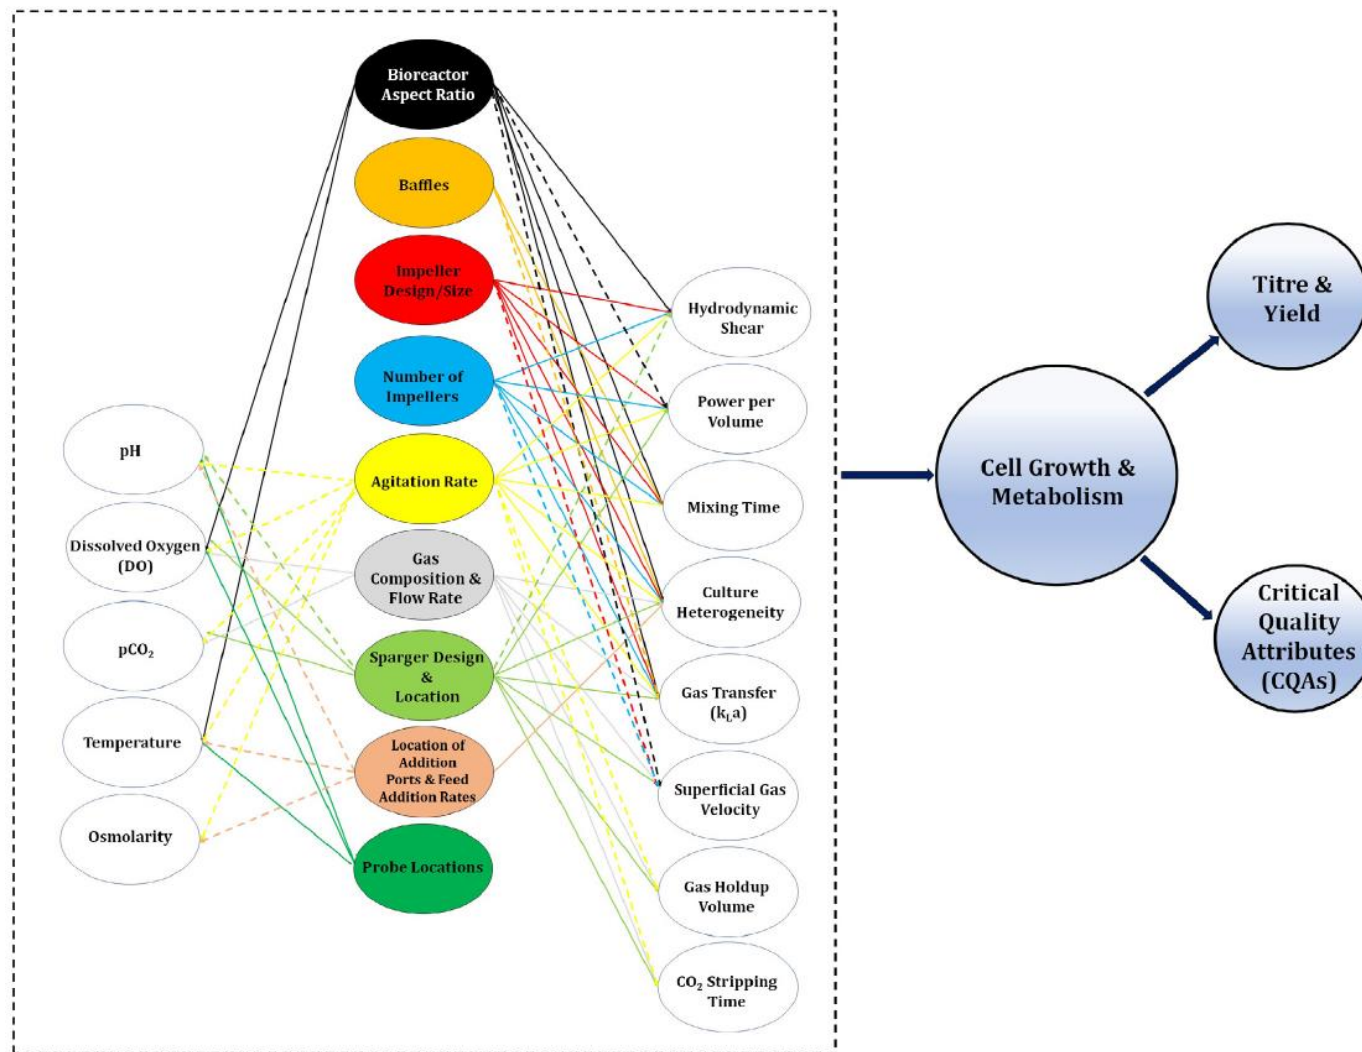 Bioreactor
Aspect Ratio
Baffles
Impeller
Design/Size
Number of
Impellers
Agitation Rate
Gas
Composition &
Flow Rate
Sparger Design
&
Location
Location of
Addition
Ports & Feed
Addition Rates
Probe Locations
pH
Dissolved Oxygen
(DO)
pCO₂
Temperature
Osmolarity
Hydrodynamic
Shear
Power per
Volume
Mixing Time
Culture
Heterogeneity
Gas Transfer
(kLa)
Superficial Gas
Velocity
Gas Holdup
Volume
CO₂ Stripping
Time
Cell Growth &
Metabolism
Titre &
Yield
Critical
Quality
Attributes
(CQAs)